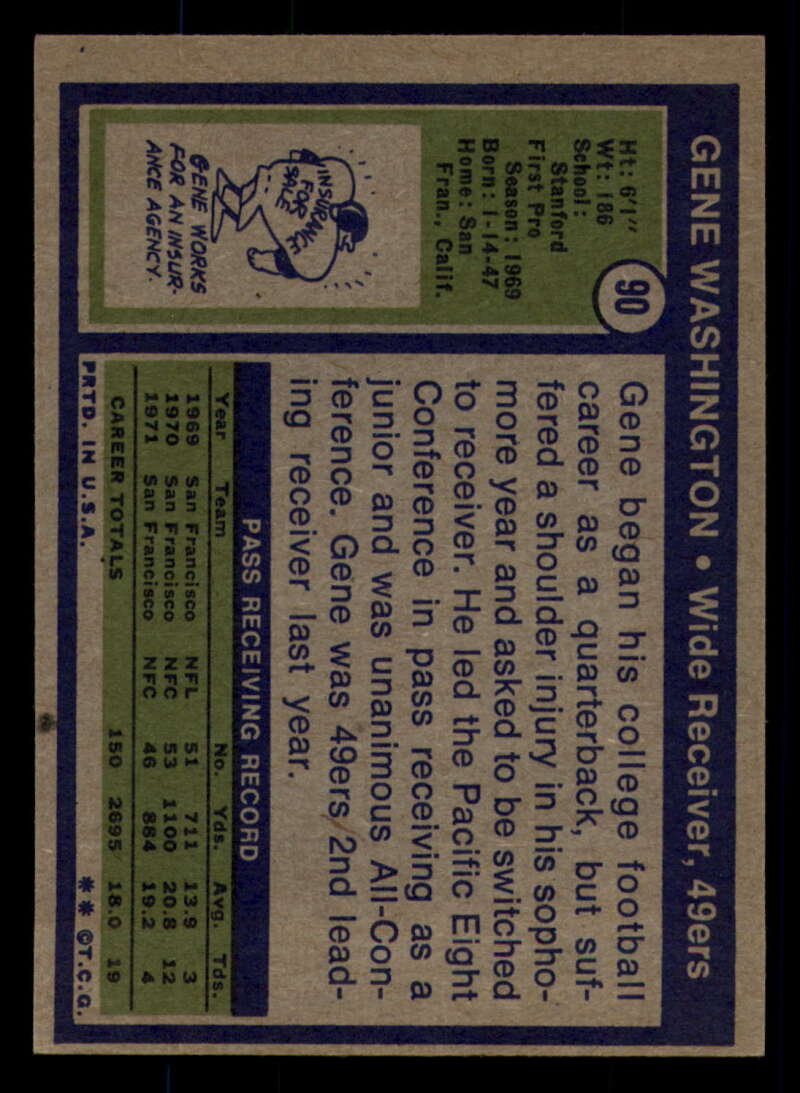 GENE WASHINGTON • Wide Receiver, 49ers
90
Ht: 6'1"
Wt: 186
School:
Stanford
First Pro
Season: 1969
Born: 1-14-47
Home: San
Fran., Calif.
INSURANCE
FOR
SALE
GENE WORKS
FOR AN INSUR-
ANCE AGENCY.
Gene began his college football
career as a quarterback, but suf-
fered a shoulder injury in his sopho-
more year and asked to be switched
to receiver. He led the Pacific Eight
Conference in pass receiving as a
junior and was unanimous All-Con-
ference. Gene was 49ers 2nd lead-
ing receiver last year.
PASS RECEIVING RECORD
Year Team No. Yds. Avg. Tds.
1969 San Francisco NFL 51 711 13.9 3
1970 San Francisco NFC 53 1100 20.8 12
1971 San Francisco NFC 46 884 19.2 4
CAREER TOTALS 150 2695 18.0 19
PRTD. IN U.S.A. ** ©T.C.G.